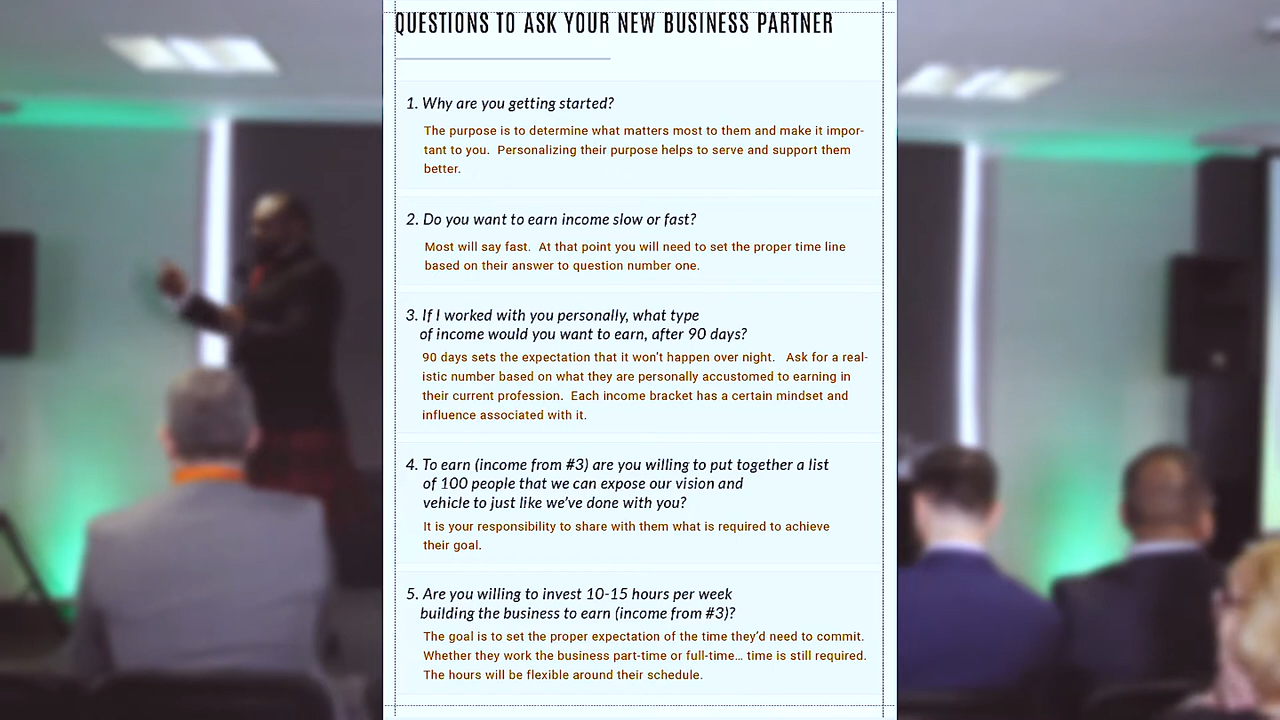 QUESTIONS TO ASK YOUR NEW BUSINESS PARTNER
1. Why are you getting started?
The purpose is to determine what matters most to them and make it impor-
tant to you. Personalizing their purpose helps to serve and support them
better.
2. Do you want to earn income slow or fast?
Most will say fast. At that point you will need to set the proper time line
based on their answer to question number one.
3. If I worked with you personally, what type
of income would you want to earn, after 90 days?
90 days sets the expectation that it won't happen over night. Ask for a real-
istic number based on what they are personally accustomed to earning in
their current profession. Each income bracket has a certain mindset and
influence associated with it.
4. To earn (income from #3) are you willing to put together a list
of 100 people that we can expose our vision and
vehicle to just like we've done with you?
It is your responsibility to share with them what is required to achieve
their goal.
5. Are you willing to invest 10-15 hours per week
building the business to earn (income from #3)?
The goal is to set the proper expectation of the time they'd need to commit.
Whether they work the business part-time or full-time... time is still required.
The hours will be flexible around their schedule.